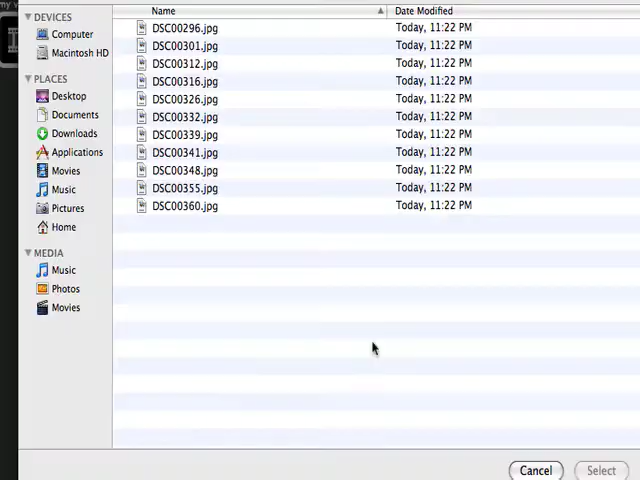 DEVICES
Computer
Macintosh HD
PLACES
Desktop
Documents
Downloads
Applications
Movies
Music
Pictures
Home
MEDIA
Music
Photos
Movies
Name Date Modified
DSC00296.jpg Today, 11:22 PM
DSC00301.jpg Today, 11:22 PM
DSC00312.jpg Today, 11:22 PM
DSC00316.jpg Today, 11:22 PM
DSC00326.jpg Today, 11:22 PM
DSC00332.jpg Today, 11:22 PM
DSC00339.jpg Today, 11:22 PM
DSC00341.jpg Today, 11:22 PM
DSC00348.jpg Today, 11:22 PM
DSC00355.jpg Today, 11:22 PM
DSC00360.jpg Today, 11:22 PM
Cancel Select